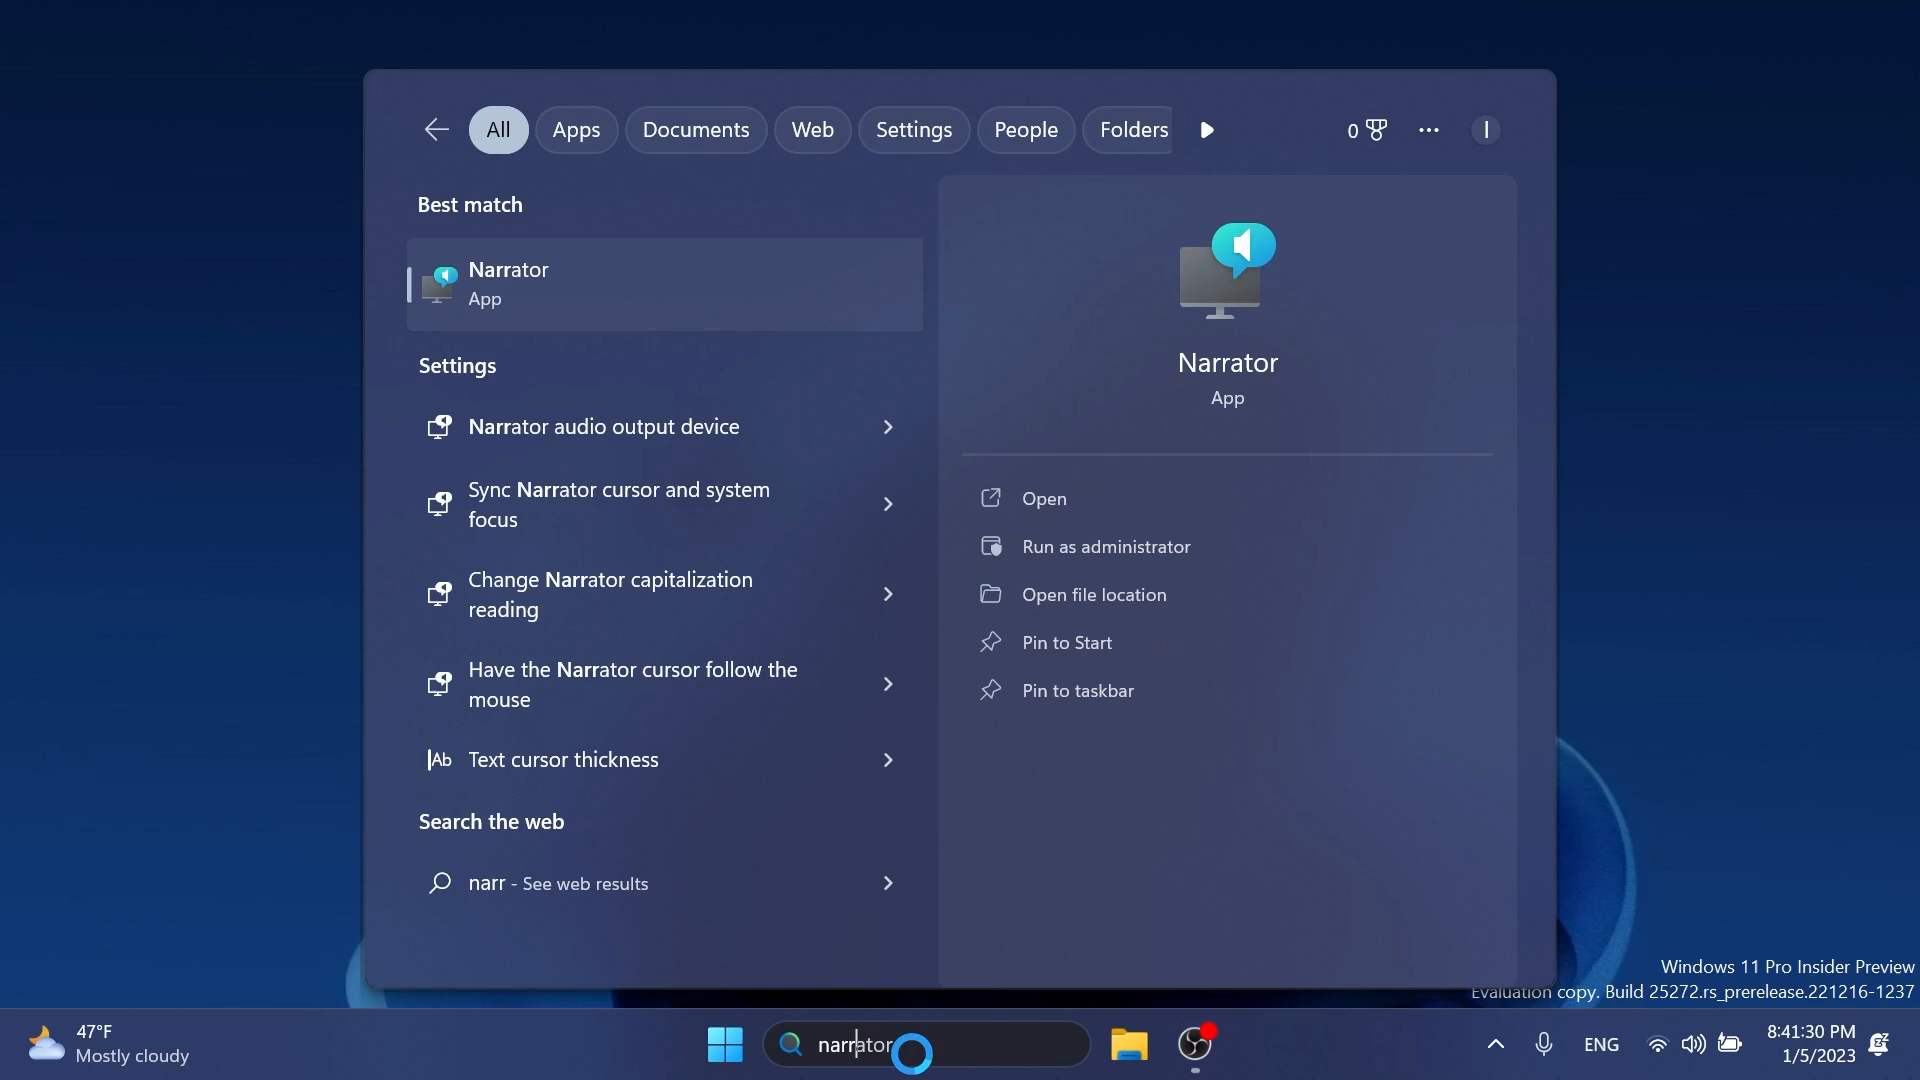 All
Apps
Documents
Web
Settings
People
Folders
0
I
Best match
Narrator
App
Settings
Narrator audio output device
Sync Narrator cursor and system
focus
Change Narrator capitalization
reading
Have the Narrator cursor follow the
mouse
Ab Text cursor thickness
Search the web
narr - See web results
Narrator
App
Open
Run as administrator
Open file location
Pin to Start
Pin to taskbar
Windows 11 Pro Insider Preview
Evaluation copy. Build 25272.rs_prerelease.221216-1237
47°F
Mostly cloudy
narrator
ENG
8:41:30 PM
1/5/2023